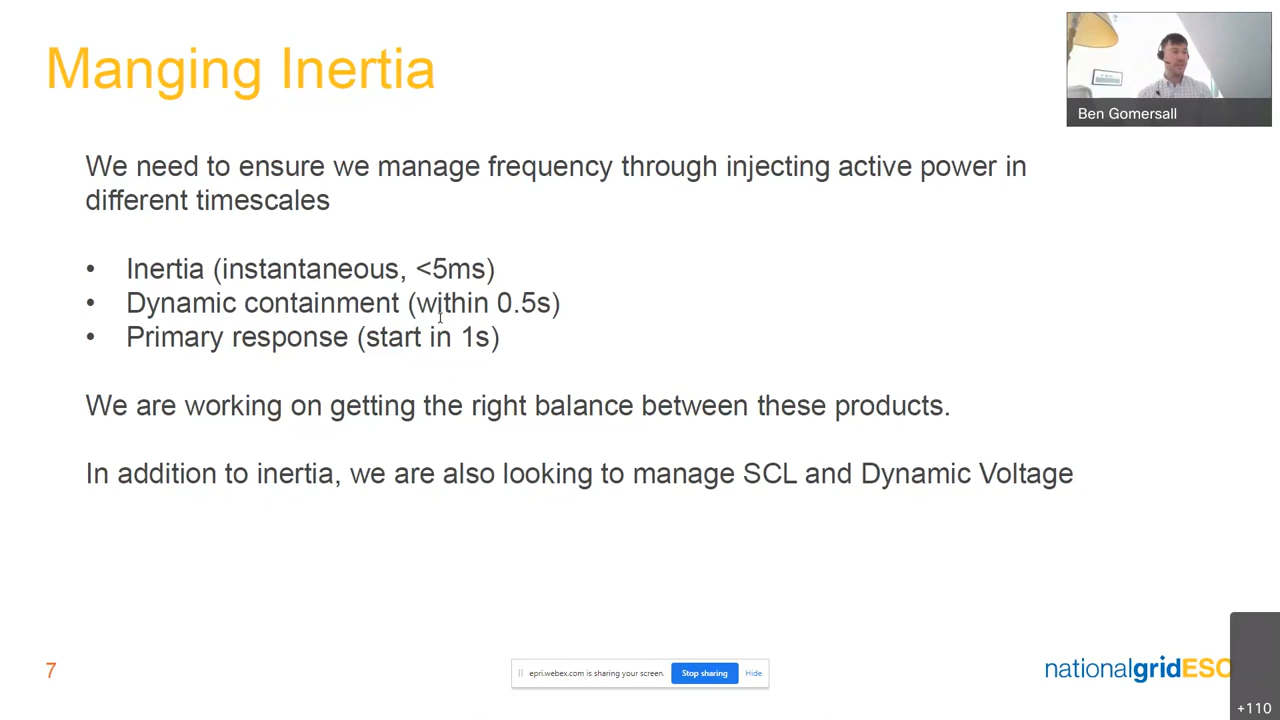 Manging Inertia
Ben Gomersall
We need to ensure we manage frequency through injecting active power in
different timescales
• Inertia (instantaneous, <5ms)
• Dynamic containment (within 0.5s)
• Primary response (start in 1s)
We are working on getting the right balance between these products.
In addition to inertia, we are also looking to manage SCL and Dynamic Voltage
7
epri.webex.com is sharing your screen.
Stop sharing
Hide
nationalgridESO
+110